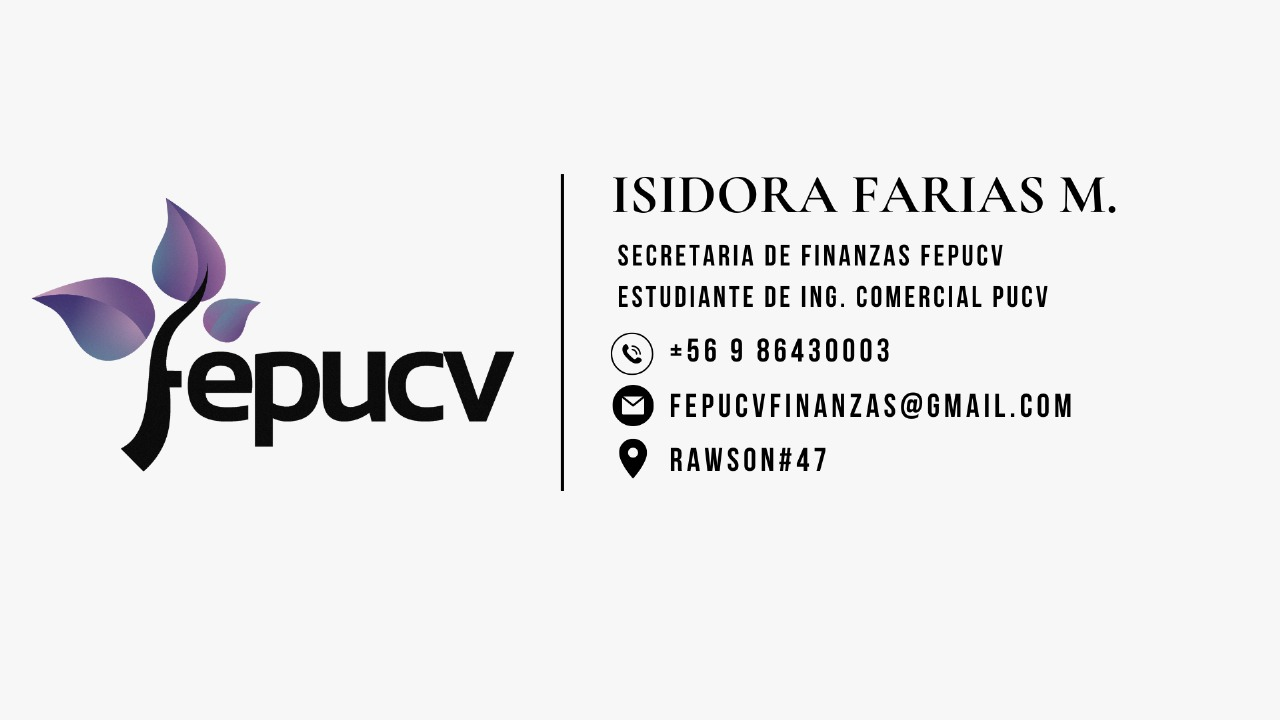 fepucv
ISIDORA FARIAS M.
SECRETARIA DE FINANZAS FEPUCV
ESTUDIANTE DE ING. COMERCIAL PUCV
±56 9 86430003
FEPUCVFINANZAS@GMAIL.COM
RAWSON#47